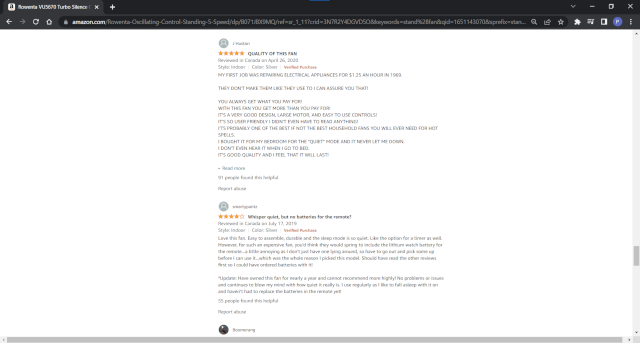 Rowenta VU5670 Turbo Silence
amazon.com/Rowenta-Oscillating-Control-Standing-5-Speed/dp/B071J8X9MQ/ref=sr_1_11?crid=3N7R2Y4DGVDSO&keywords=stand%2Bfan&qid=1651143070&sprefix=stan...
J Huston
QUALITY OF THIS FAN
Reviewed in Canada on April 26, 2020
Style: Indoor | Color: Silver | Verified Purchase
MY FIRST JOB WAS REPAIRING ELECTRICAL APPLIANCES FOR $1.25 AN HOUR IN 1969.
THEY DON'T MAKE THEM LIKE THEY USE TO I CAN ASSURE YOU THAT!
YOU ALWAYS GET WHAT YOU PAY FOR!
WITH THIS FAN YOU GET MORE THAN YOU PAY FOR!
IT'S A VERY GOOD DESIGN, LARGE MOTOR, AND EASY TO USE CONTROLS!
IT'S SO USER FRIENDLY I DIDN'T EVEN HAVE TO READ ANYTHING!
IT'S PROBABLY ONE OF THE BEST IF NOT THE BEST HOUSEHOLD FANS YOU WILL EVER NEED FOR HOT
SPELLS.
I BOUGHT IT FOR MY BEDROOM FOR THE "QUIET" MODE AND IT NEVER LET ME DOWN.
I DON'T EVEN HEAR IT WHEN I GO TO BED.
IT'S GOOD QUALITY AND I FEEL THAT IT WILL LAST!
Read more
91 people found this helpful
Report abuse
smartypantz
Whisper quiet, but no batteries for the remote?
Reviewed in Canada on July 17, 2019
Style: Indoor | Color: Silver | Verified Purchase
Love this fan. Easy to assemble, durable and the sleep mode is so quiet. Like the option for a timer as well.
However, for such an expensive fan, you'd think they would spring to include the lithium watch battery for
the remote...a little annoying as I don't just have one lying around, so have to go out and pick some up
before I can use it...which was the whole reason I picked this model. Should have read the other reviews
first so I could have ordered batteries with it!
*Update: Have owned this fan for nearly a year and cannot recommend more highly! No problems or issues
and continues to blow my mind with how quiet it really is. I use regularly as I like to fall asleep with it on
and haven't had to replace the batteries in the remote yet!
55 people found this helpful
Report abuse
Boomerang